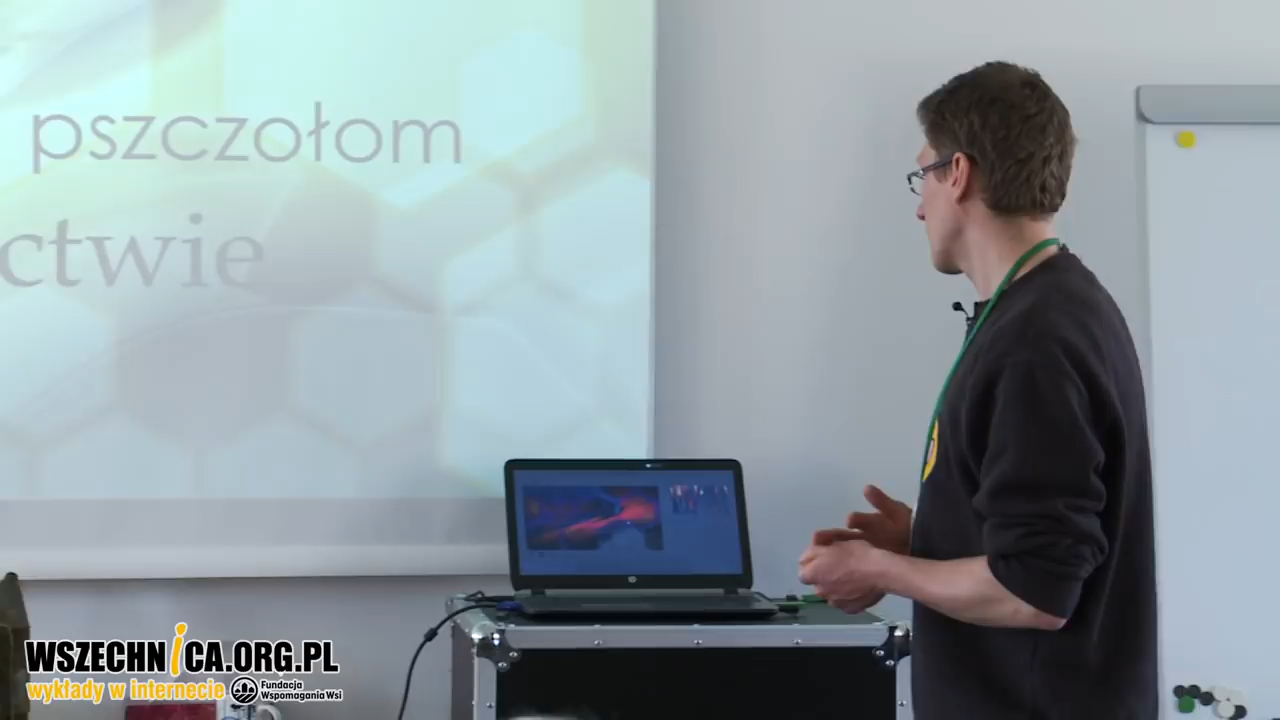 pszczołom
ctwie
WSZECHNICA.ORG.PL
wykłady w internecie
Fundacja
Wspomagania Wsi